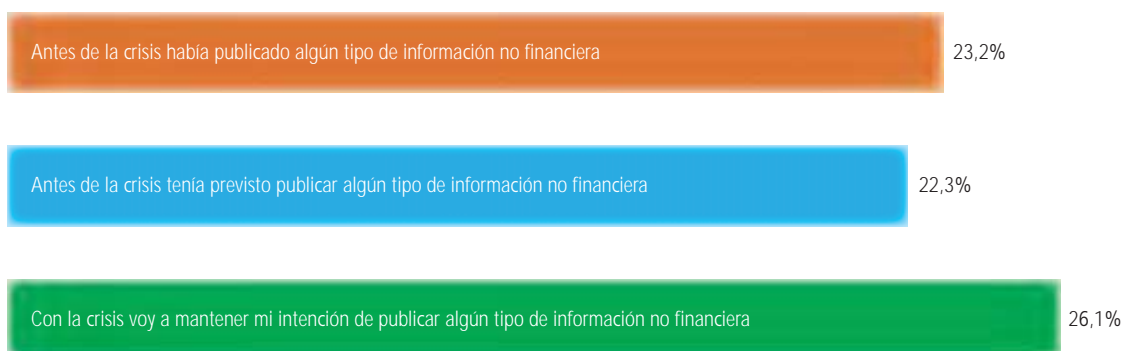 Antes de la crisis había publicado algún tipo de información no financiera 23,2%
Antes de la crisis tenía previsto publicar algún tipo de información no financiera 22,3%
Con la crisis voy a mantener mi intención de publicar algún tipo de información no financiera 26,1%